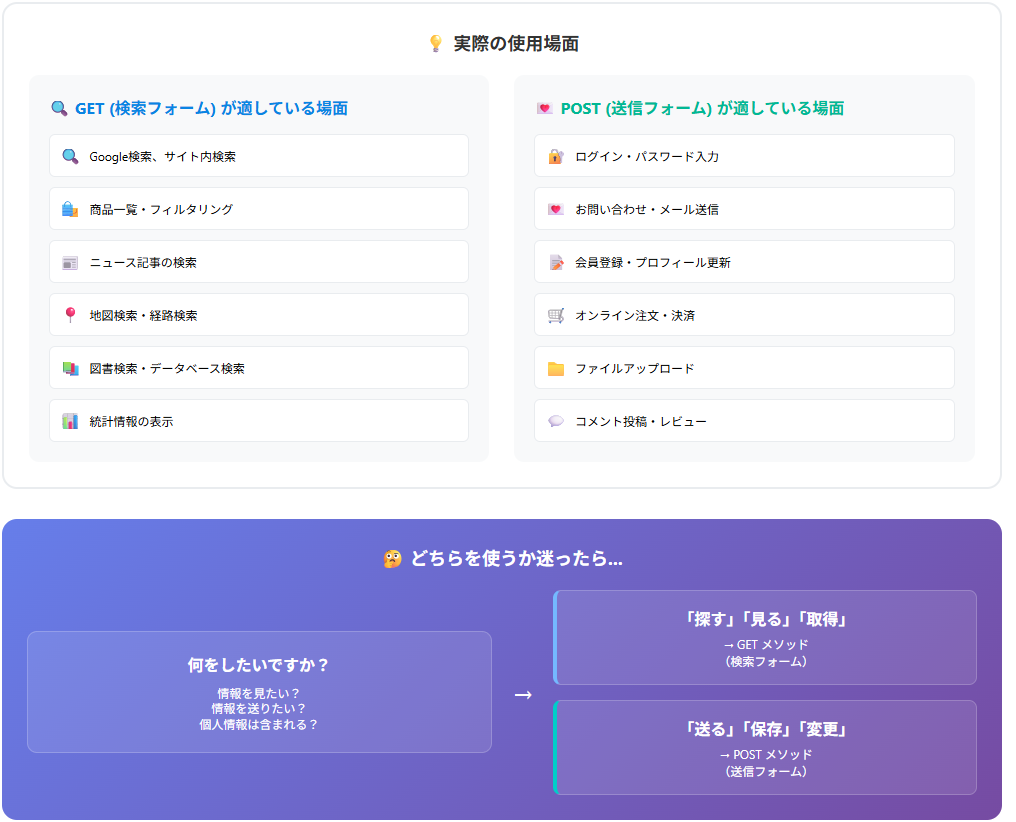 実際の使用場面
GET (検索フォーム) が適している場面
Google検索、サイト内検索
商品一覧・フィルタリング
ニュース記事の検索
地図検索・経路検索
図書検索・データベース検索
統計情報の表示
POST (送信フォーム) が適している場面
ログイン・パスワード入力
お問い合わせ・メール送信
会員登録・プロフィール更新
オンライン注文・決済
ファイルアップロード
コメント投稿・レビュー
どちらを使うか迷ったら...
何をしたいですか？
情報を見たい？
情報を送りたい？
個人情報は含まれる？
→
「探す」「見る」「取得」
→ GET メソッド
（検索フォーム）
「送る」「保存」「変更」
→ POST メソッド
（送信フォーム）